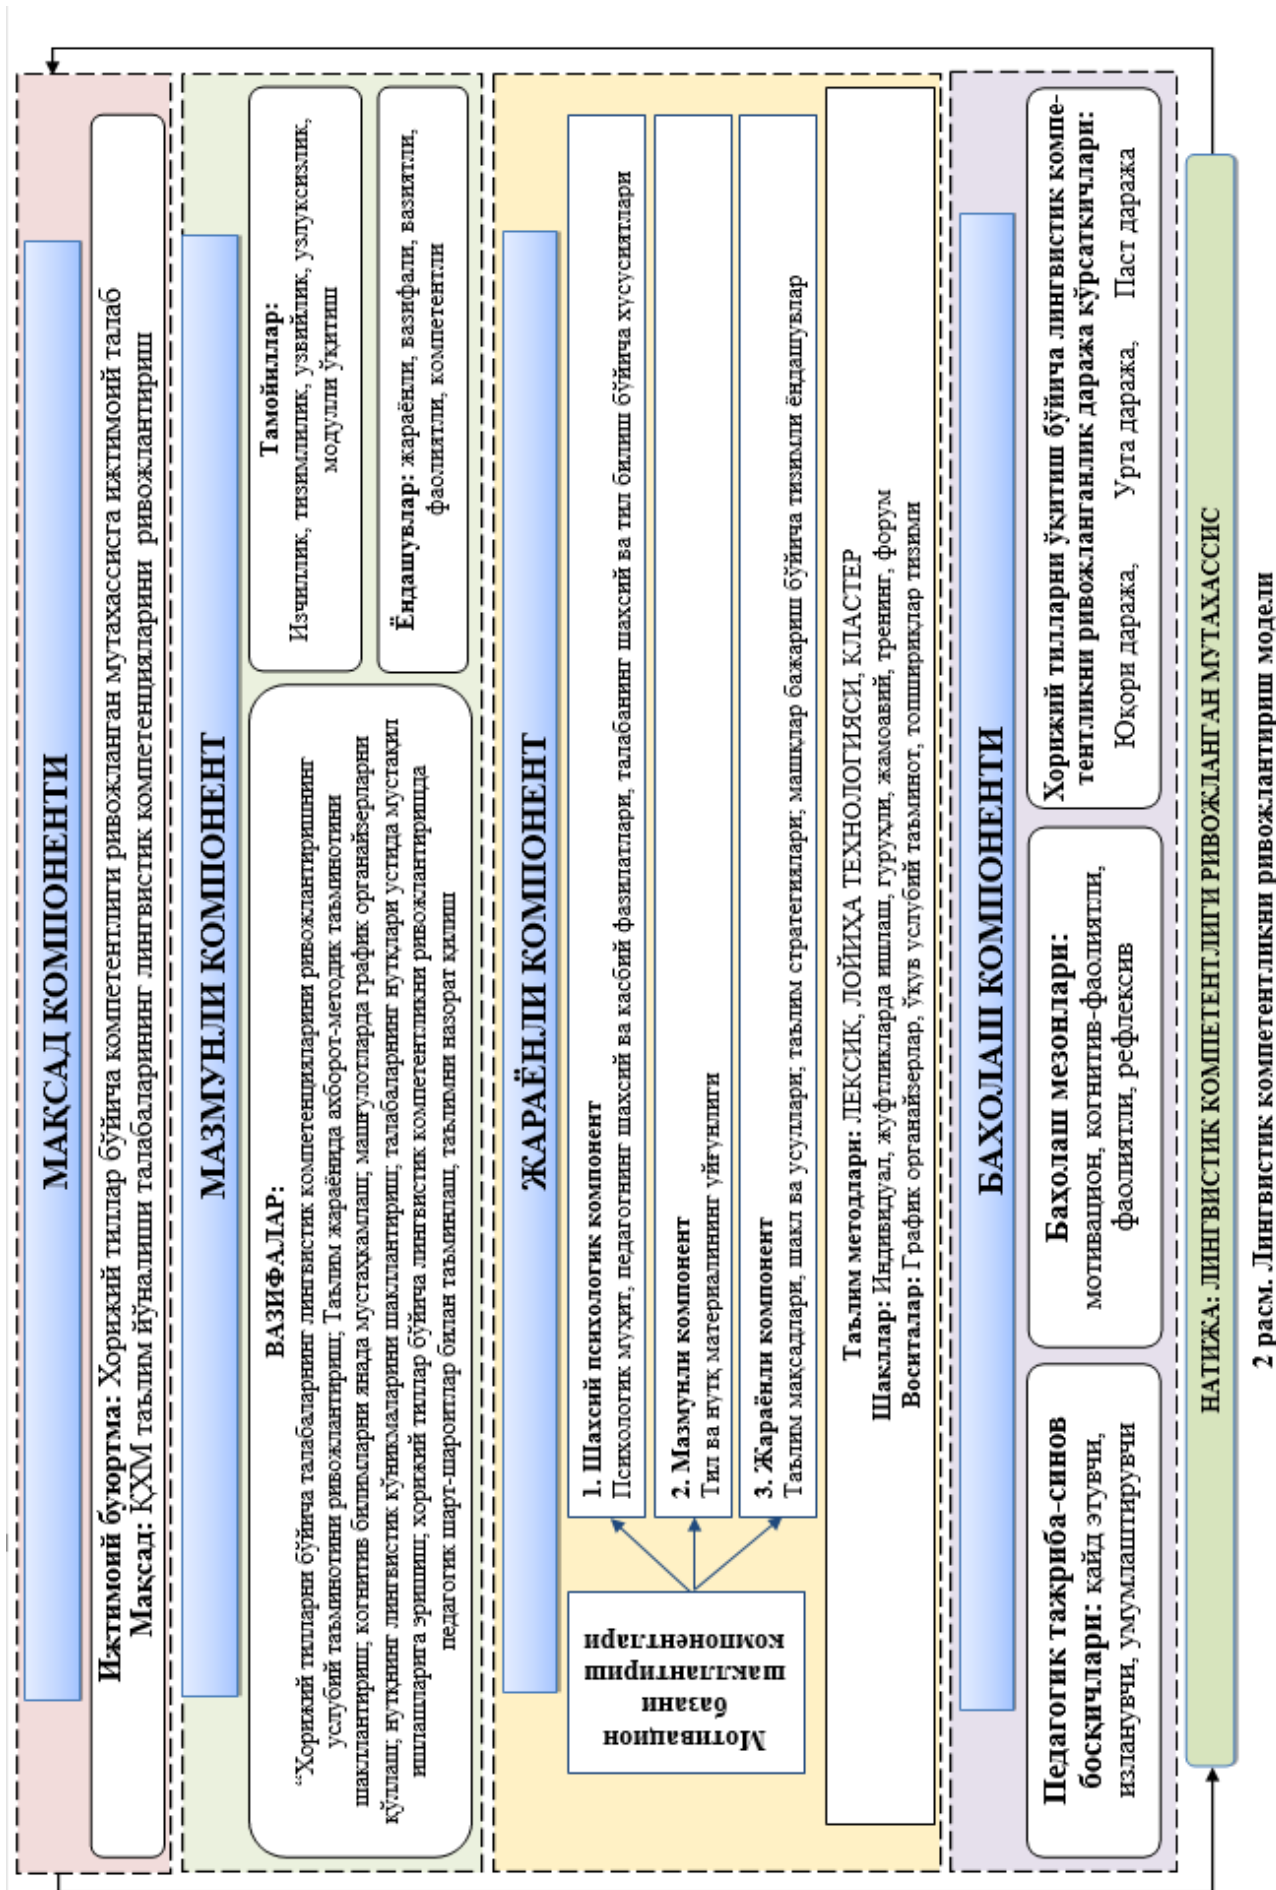 МАҚСАД КОМПОНЕНТИ
Ижтимоий буюртма: Хорижий тиллар бўйича компетентлиги ривожланган мутахассисга ижтимоий талаб
Мақсад: ҚХМ таълим йўналиши талабаларининг лингвистик компетенцияларини ривожлантириш
МАЗМУНЛИ КОМПОНЕНТ
ВАЗИФАЛАР:
“Хорижий тилларни бўйича талабаларнинг лингвистик компетенцияларини ривожлантиришнинг
услубий таъминотини ривожлантириш; Таълим жараёнида ахборот-методик таъминотини
шакллантириш; когнитив билимларни янада мустаҳкамлаш; машғулотларда график органайзерларни
қўллаш; нутқнинг лингвистик кўникмаларини шакллантириш; талабаларнинг нутқлари устида мустақил
ишлашларига эришиш; хорижий тиллар бўйича лингвистик компетентликни ривожлантиришда
педагогик шарт-шароитлар билан таъминлаш, таълимни назорат қилиш
Тамойиллар:
Изчиллик, тизимлилик, узвийлик, узлуксизлик,
модулли ўқитиш
Ёндашувлар: жараёнли, вазифали, вазиятли,
фаолиятли, компетентли
ЖАРАЁНЛИ КОМПОНЕНТ
Мотивацион
базани
шакллантириш
компонентлари
1. Шахсий психологик компонент
Психологик муҳит, педагогнинг шахсий ва касбий фазилатлари, талабанинг шахсий ва тил билиш бўйича хусусиятлари
2. Мазмунли компонент
Тил ва нутқ материалининг уйғунлиги
3. Жараёнли компонент
Таълим мақсадлари, шакл ва усуллари; таълим стратегиялари; машқлар бажариш бўйича тизимли ёндашувлар
Таълим методлари: ЛЕКСИК, ЛОЙИҲА ТЕХНОЛОГИЯСИ, КЛАСТЕР
Шакллар: Индивидуал, жуфтликларда ишлаш, гуруҳли, жамоавий, тренинг, форум
Воситалар: График органайзерлар, ўқув услубий таъминот, топшириқлар тизими
БАХОЛАШ КОМПОНЕНТИ
Педагогик тажриба-синов
босқичлари: қайд этувчи,
изланувчи, умумлаштирувчи
Баҳолаш мезонлари:
мотивацион, когнитив-фаолиятли,
фаолиятли, рефлексив
Хорижий тилларни ўқитиш бўйича лингвистик компе-
тентликни ривожланганлик даража кўрсаткичлари:
Юқори даража, Урта даража, Паст даража
НАТИЖА: ЛИНГВИСТИК КОМПЕТЕНТЛИГИ РИВОЖЛАНГАН МУТАХАССИС
2 расм. Лингвистик компетентликни ривожлантириш модели